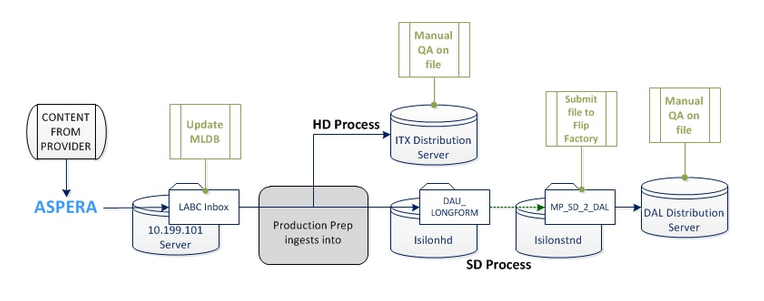 CONTENT
FROM
PROVIDER
ASPERA
Update
MLDB
LABC Inbox
10.199.101
Server
Production Prep
ingests into
HD Process
Manual
QA on
file
ITX Distribution
Server
DAU_
LONGFORM
Isilonhd
SD Process
Submit
file to
Flip
Factory
MP_SD_2_DAL
Isilonstnd
Manual
QA on
file
DAL Distribution
Server